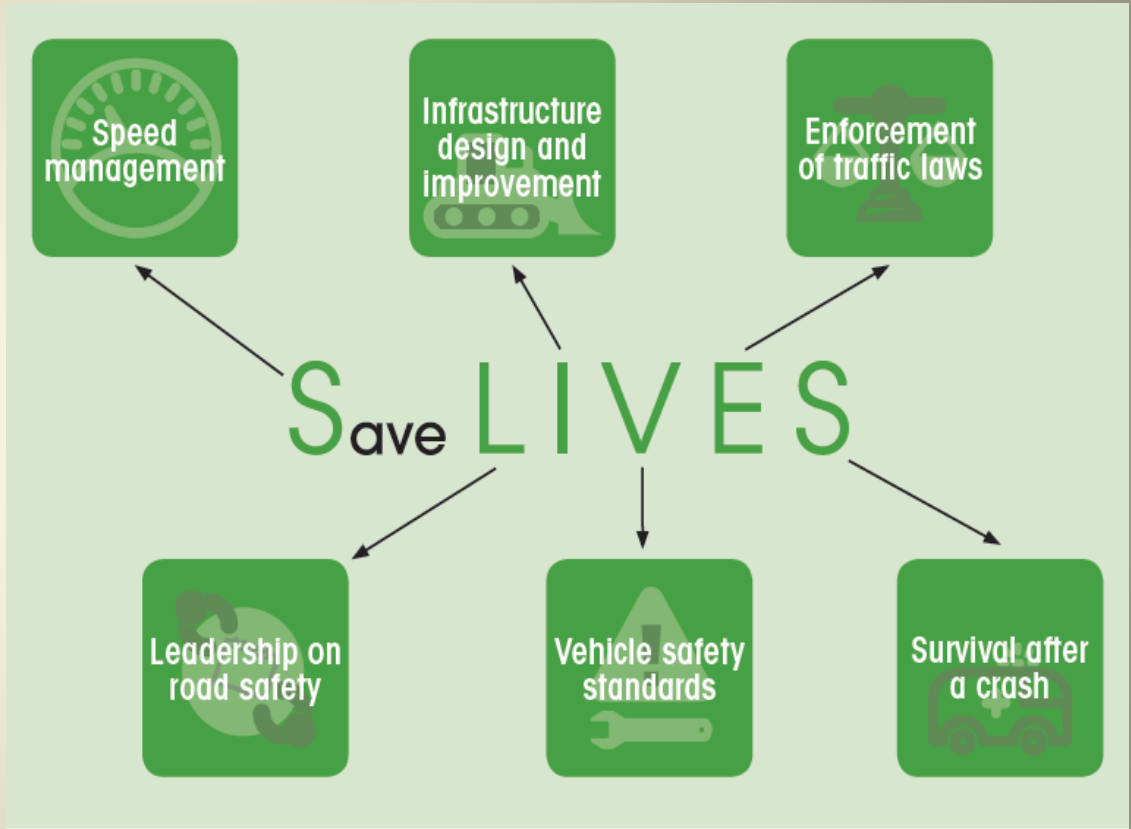 Speed
management
Infrastructure
design and
improvement
Enforcement
of traffic laws
Save LIVES
Leadership on
road safety
Vehicle safety
standards
Survival after
a crash